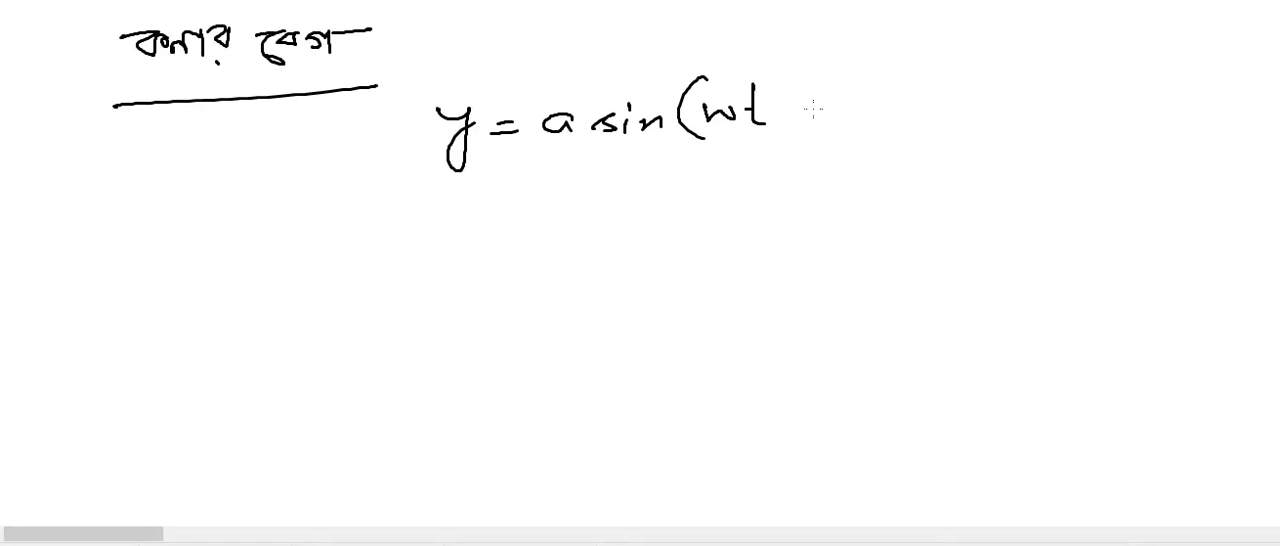 কণার বেগ
y = a sin(wt